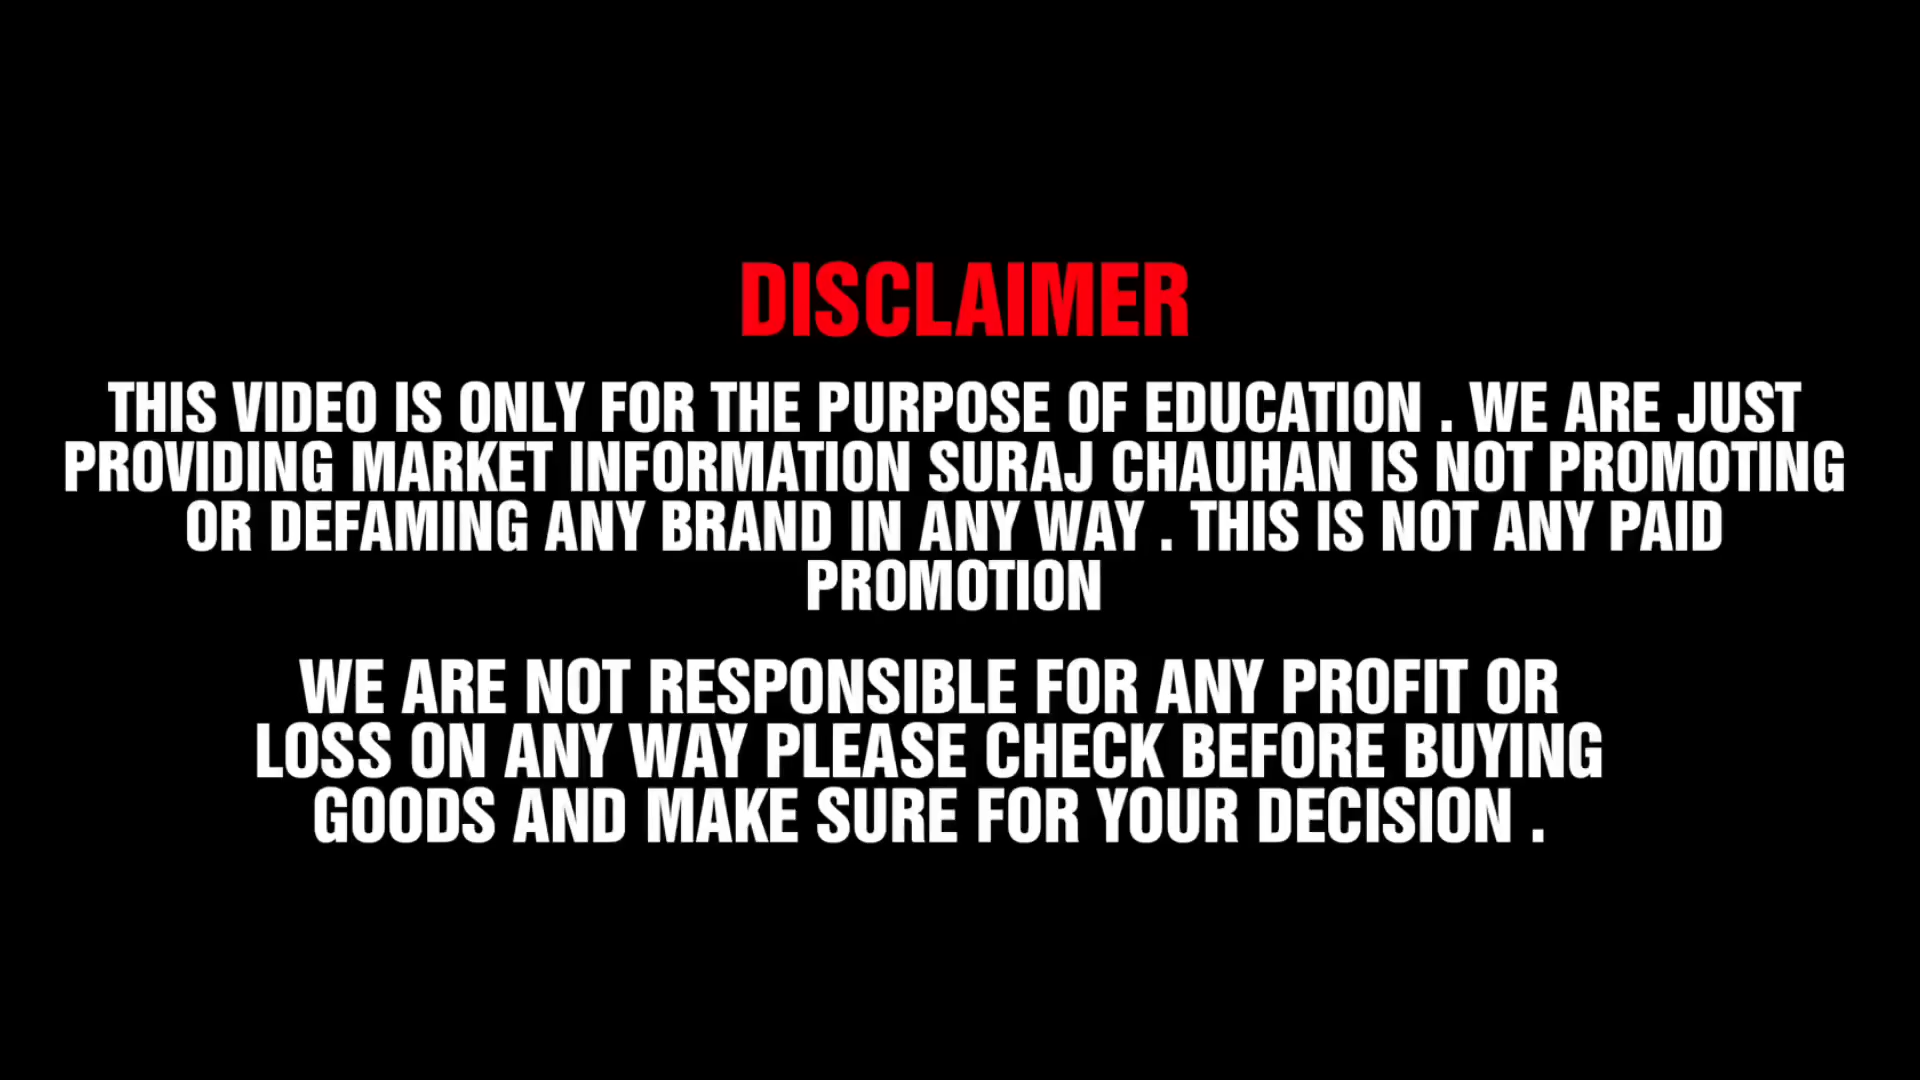 DISCLAIMER
THIS VIDEO IS ONLY FOR THE PURPOSE OF EDUCATION . WE ARE JUST
PROVIDING MARKET INFORMATION SURAJ CHAUHAN IS NOT PROMOTING
OR DEFAMING ANY BRAND IN ANY WAY . THIS IS NOT ANY PAID
PROMOTION
WE ARE NOT RESPONSIBLE FOR ANY PROFIT OR
LOSS ON ANY WAY PLEASE CHECK BEFORE BUYING
GOODS AND MAKE SURE FOR YOUR DECISION .